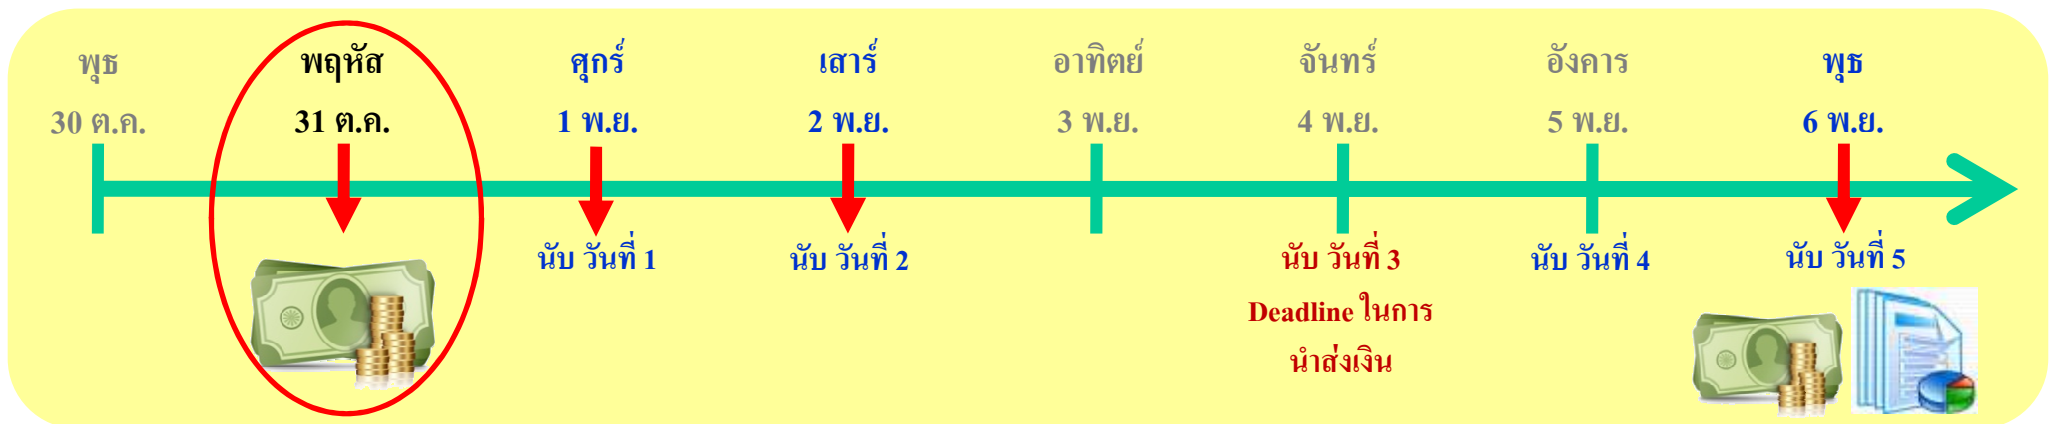 พุธ
พฤหัส
ศุกร์
เสาร์
อาทิตย์
จันทร์
อังคาร
พุธ
30 ต.ค.
31 ต.ค.
1 พ.ย.
2 พ.ย.
3 พ.ย.
4 พ.ย.
5 พ.ย.
6 พ.ย.
นับ วันที่ 1
นับ วันที่ 2
นับ วันที่ 3
นับ วันที่ 4
นับ วันที่ 5
Deadline ในการ
นำส่งเงิน